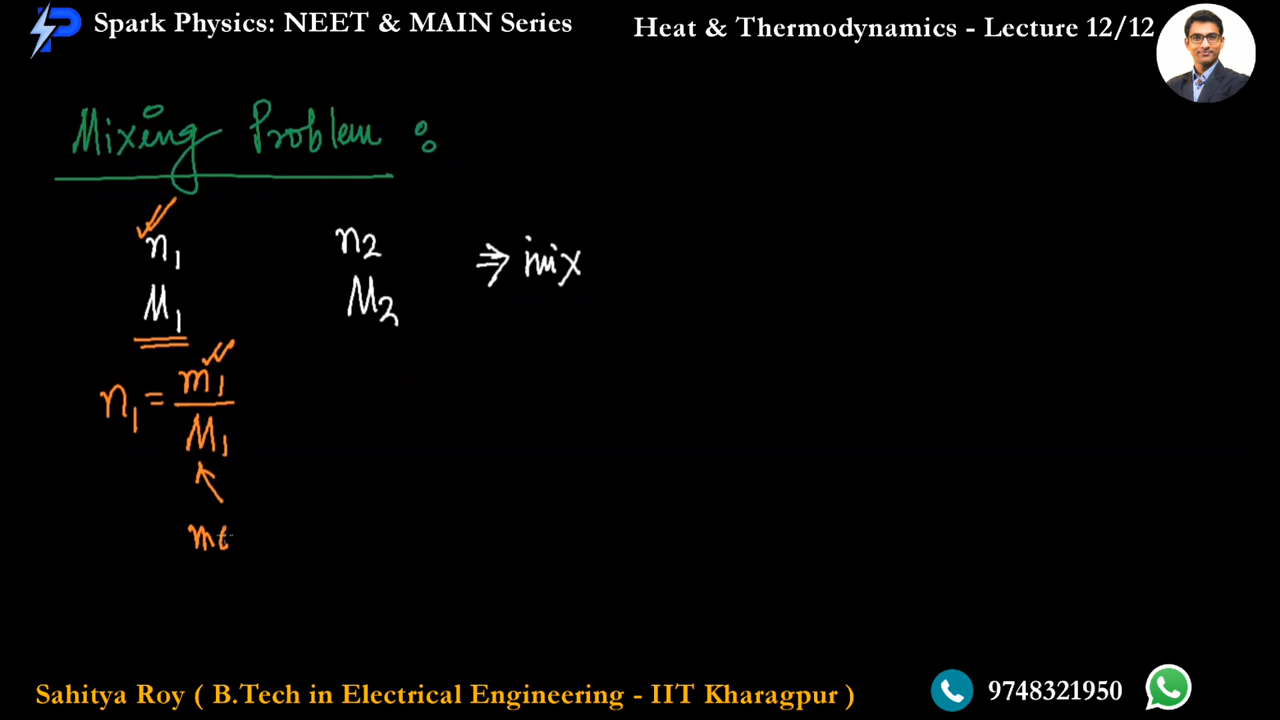 Spark Physics: NEET & MAIN Series
Heat & Thermodynamics - Lecture 12/12
Mixing Problem :
n1 n2 ⇒ mix
M1 M2
n1 = m1 / M1
Sahitya Roy ( B.Tech in Electrical Engineering - IIT Kharagpur )
9748321950